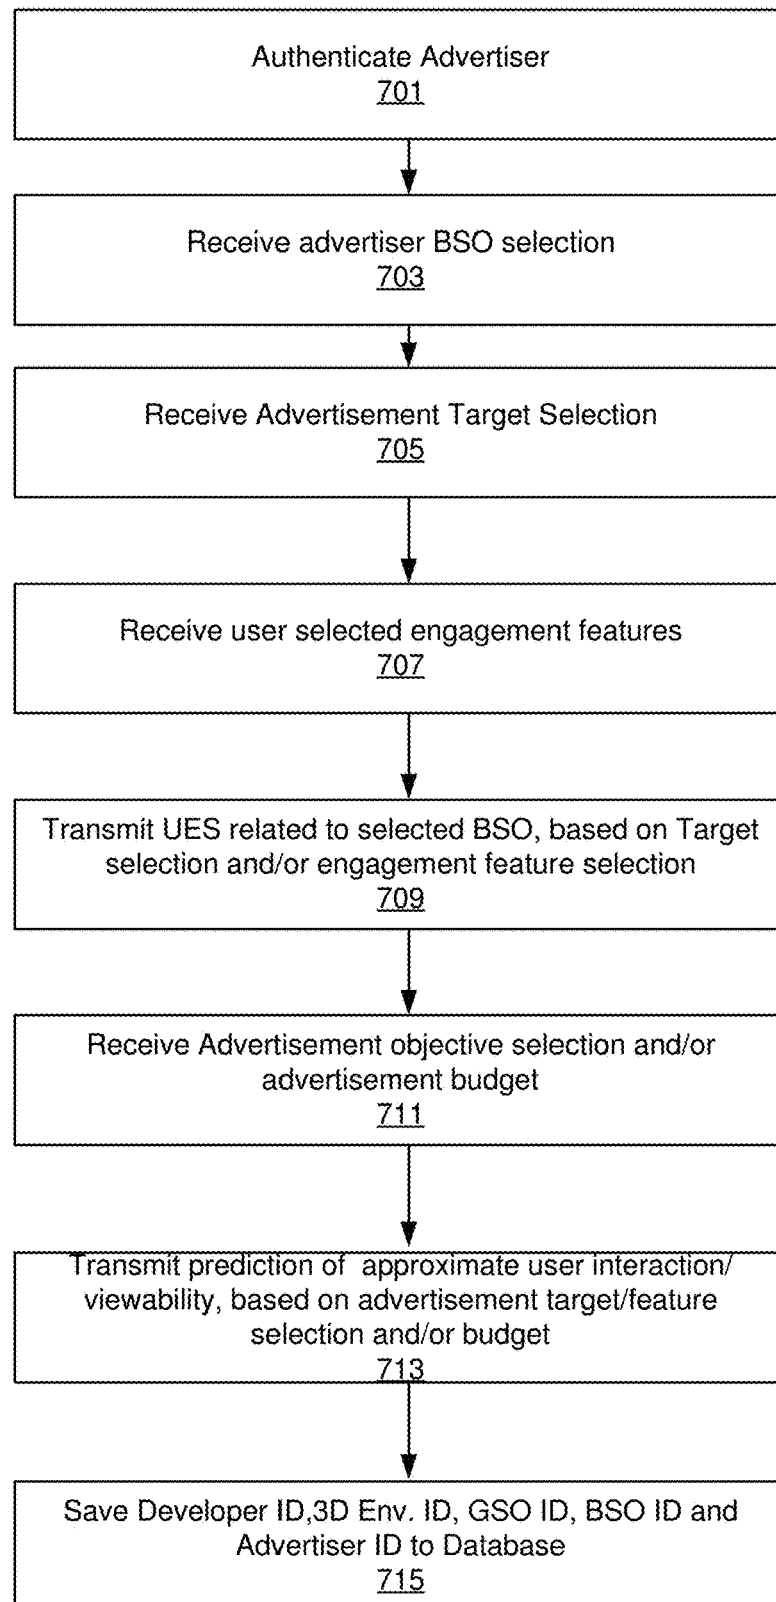 Authenticate Advertiser
701
Receive advertiser BSO selection
703
Receive Advertisement Target Selection
705
Receive user selected engagement features
707
Transmit UES related to selected BSO, based on Target
selection and/or engagement feature selection
709
Receive Advertisement objective selection and/or
advertisement budget
711
Transmit prediction of approximate user interaction/
viewability, based on advertisement target/feature
selection and/or budget
713
Save Developer ID,3D Env. ID, GSO ID, BSO ID and
Advertiser ID to Database
715